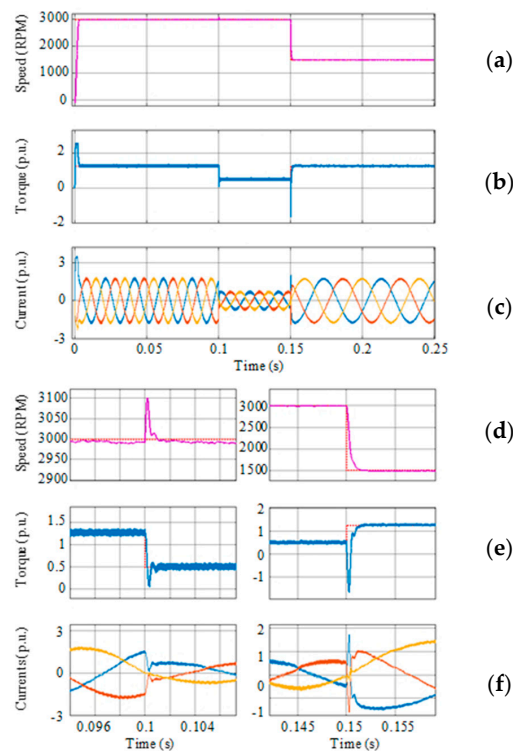 Speed (RPM)
3000
2000
1000
0
(a)
Torque (p.u.)
2
0
-2
(b)
Current (p.u.)
3
0
-3
(c)
0 0.05 0.1 0.15 0.2 0.25
Time (s)
Speed (RPM)
3100
3050
3000
2950
2900
3000
1500
(d)
Torque (p.u.)
1.5
1
0.5
0
2
1
0
-1
-2
(e)
Currents (p.u.)
3
0
-3
2
1
0
-1
(f)
0.096 0.1 0.104
0.145 0.15 0.155
Time (s) Time (s)